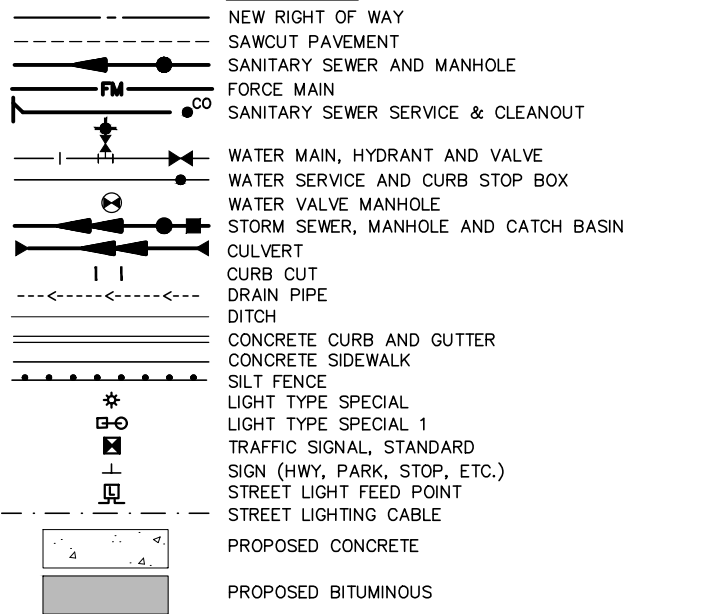 NEW RIGHT OF WAY
SAWCUT PAVEMENT
SANITARY SEWER AND MANHOLE
FM FORCE MAIN
CO SANITARY SEWER SERVICE & CLEANOUT
WATER MAIN, HYDRANT AND VALVE
WATER SERVICE AND CURB STOP BOX
WATER VALVE MANHOLE
STORM SEWER, MANHOLE AND CATCH BASIN
CULVERT
CURB CUT
DRAIN PIPE
DITCH
CONCRETE CURB AND GUTTER
CONCRETE SIDEWALK
SILT FENCE
LIGHT TYPE SPECIAL
LIGHT TYPE SPECIAL 1
TRAFFIC SIGNAL, STANDARD
SIGN (HWY, PARK, STOP, ETC.)
L STREET LIGHT FEED POINT
STREET LIGHTING CABLE
PROPOSED CONCRETE
PROPOSED BITUMINOUS